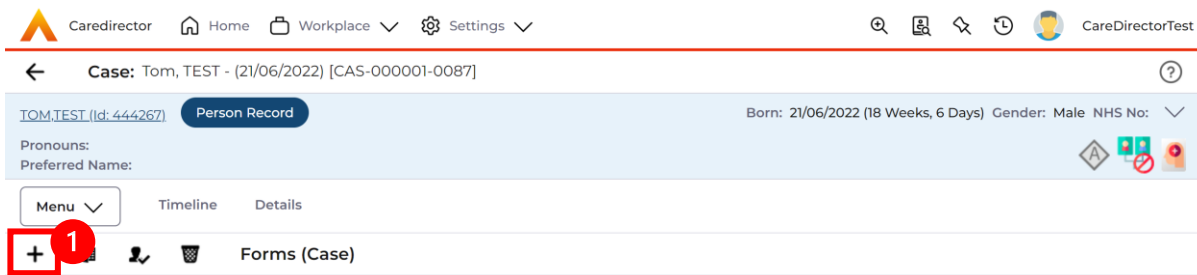 Caredirector Home Workplace Settings CareDirectorTest
Case: Tom, TEST - (21/06/2022) [CAS-000001-0087]
TOM,TEST (Id: 444267) Person Record Born: 21/06/2022 (18 Weeks, 6 Days) Gender: Male NHS No:
Pronouns:
A
Preferred Name:
Menu Timeline Details
1
Forms (Case)